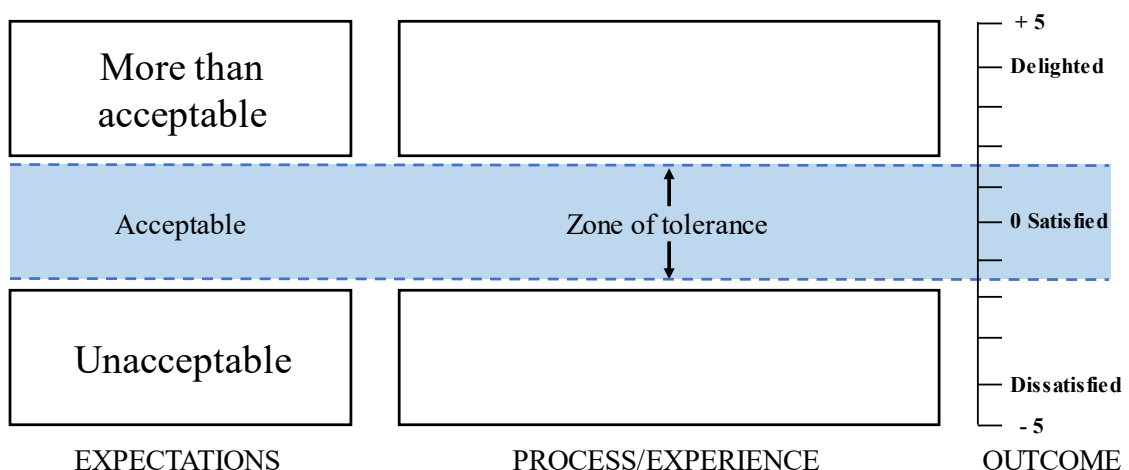 More than
acceptable
+ 5
Delighted
Acceptable
Zone of tolerance
0 Satisfied
Unacceptable
Dissatisfied
- 5
EXPECTATIONS
PROCESS/EXPERIENCE
OUTCOME